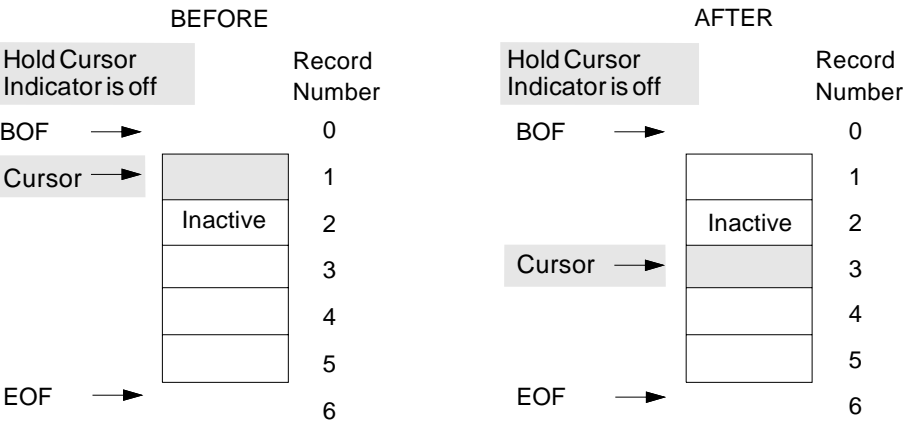 BEFORE
Hold Cursor
Indicator is off
Record
Number
BOF
0
Cursor
1
Inactive
2
3
4
5
EOF
6
AFTER
Hold Cursor
Indicator is off
Record
Number
BOF
0
1
Inactive
2
Cursor
3
4
5
EOF
6